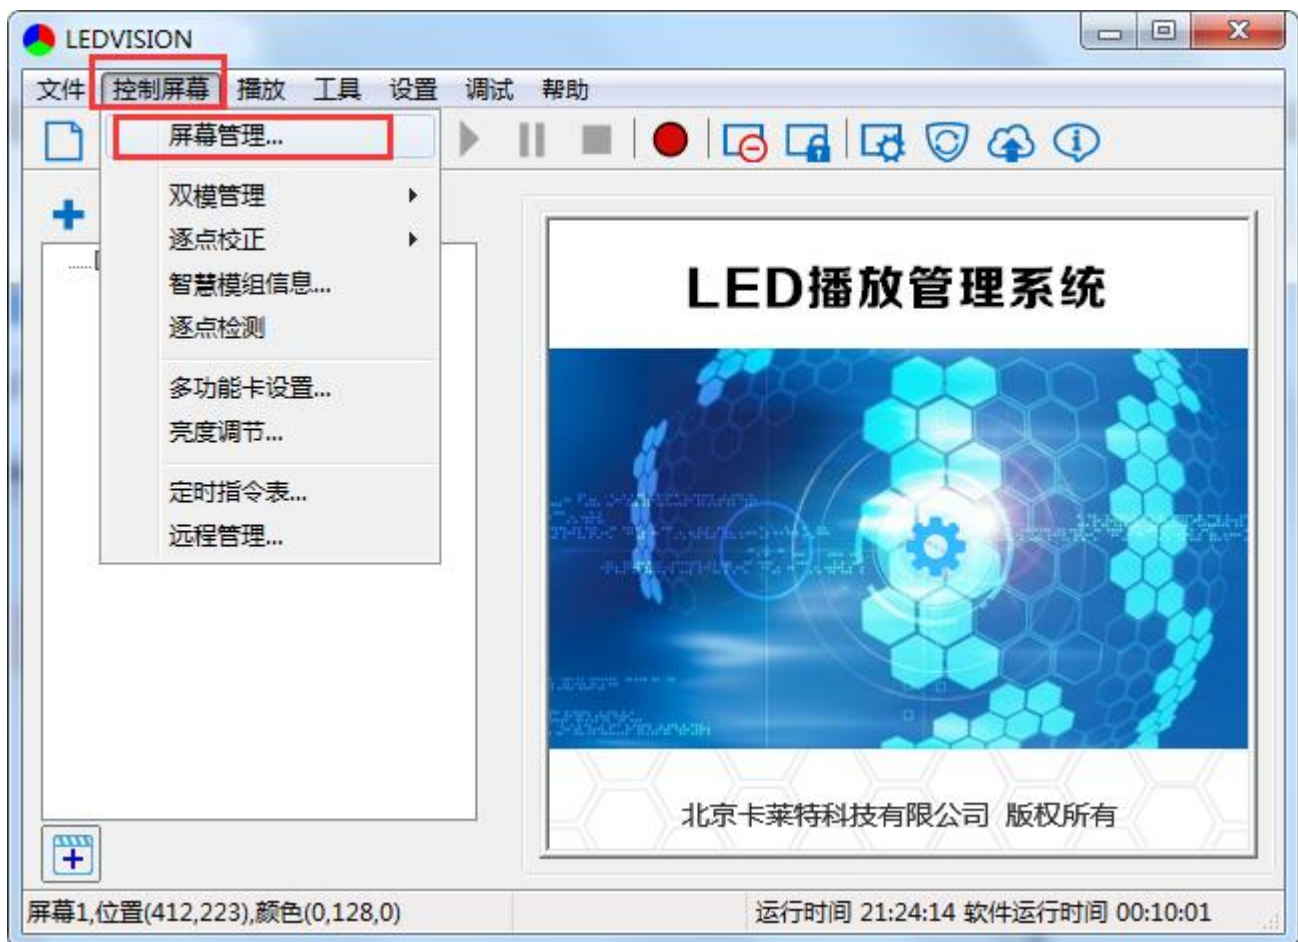 LEDVISION
文件 控制屏幕 播放 工具 设置 调试 帮助
屏幕管理...
双模管理
逐点校正
智慧模组信息...
逐点检测
多功能卡设置...
亮度调节...
定时指令表...
远程管理...
LED播放管理系统
北京卡莱特科技有限公司 版权所有
屏幕1,位置(412,223),颜色(0,128,0)
运行时间 21:24:14 软件运行时间 00:10:01